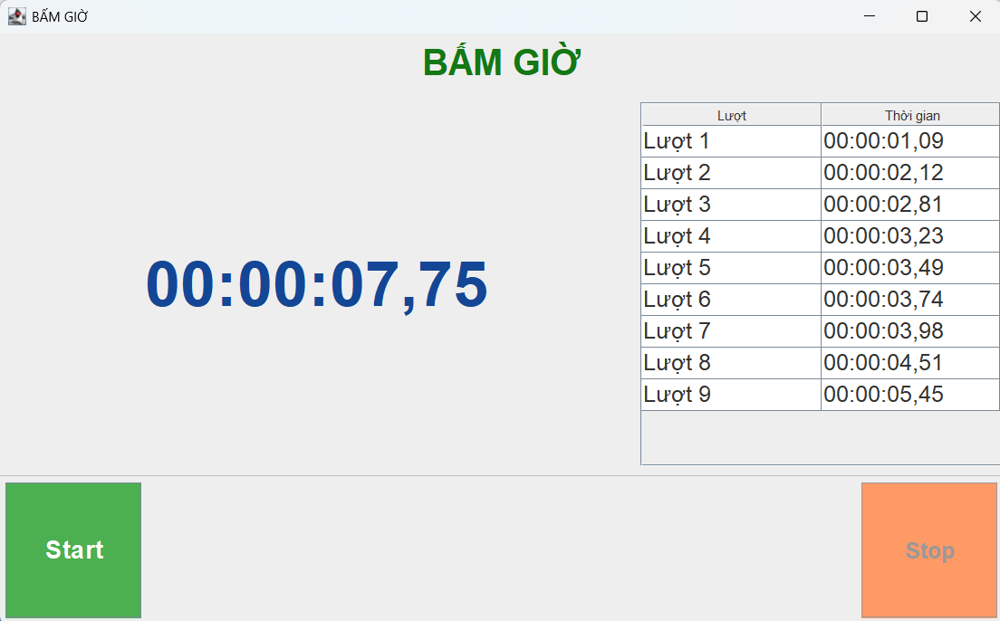 BẤM GIỜ
BẤM GIỜ
00:00:07,75
Lượt Thời gian
Lượt 1 00:00:01,09
Lượt 2 00:00:02,12
Lượt 3 00:00:02,81
Lượt 4 00:00:03,23
Lượt 5 00:00:03,49
Lượt 6 00:00:03,74
Lượt 7 00:00:03,98
Lượt 8 00:00:04,51
Lượt 9 00:00:05,45
Start Stop